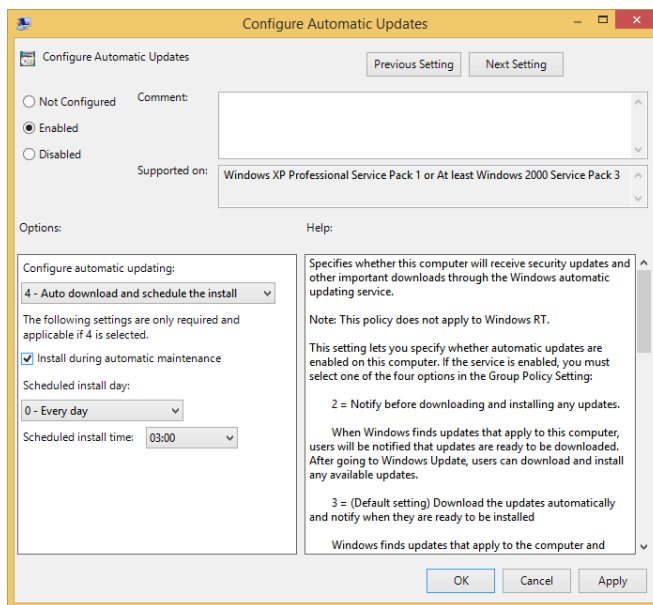 Configure Automatic Updates
Configure Automatic Updates
Previous Setting
Next Setting
Not Configured
Enabled
Disabled
Comment:
Supported on:
Windows XP Professional Service Pack 1 or At least Windows 2000 Service Pack 3
Options:
Help:
Configure automatic updating:
4 - Auto download and schedule the install
The following settings are only required and
applicable if 4 is selected.
Install during automatic maintenance
Scheduled install day:
0 - Every day
Scheduled install time:
03:00
Specifies whether this computer will receive security updates and
other important downloads through the Windows automatic
updating service.
Note: This policy does not apply to Windows RT.
This setting lets you specify whether automatic updates are
enabled on this computer. If the service is enabled, you must
select one of the four options in the Group Policy Setting:
2 = Notify before downloading and installing any updates.
When Windows finds updates that apply to this computer,
users will be notified that updates are ready to be downloaded.
After going to Windows Update, users can download and install
any available updates.
3 = (Default setting) Download the updates automatically
and notify when they are ready to be installed
Windows finds updates that apply to the computer and
OK
Cancel
Apply